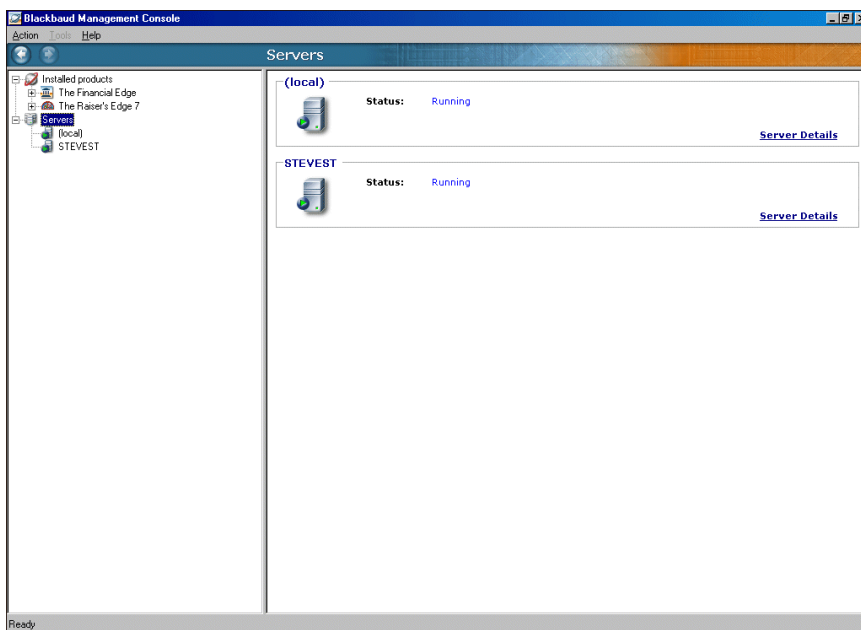 Blackbaud Management Console
Action Tools Help
Servers
Installed products
The Financial Edge
The Raiser's Edge 7
Servers
(local)
STEVEST
(local)
Status: Running
Server Details
STEVEST
Status: Running
Server Details
Ready